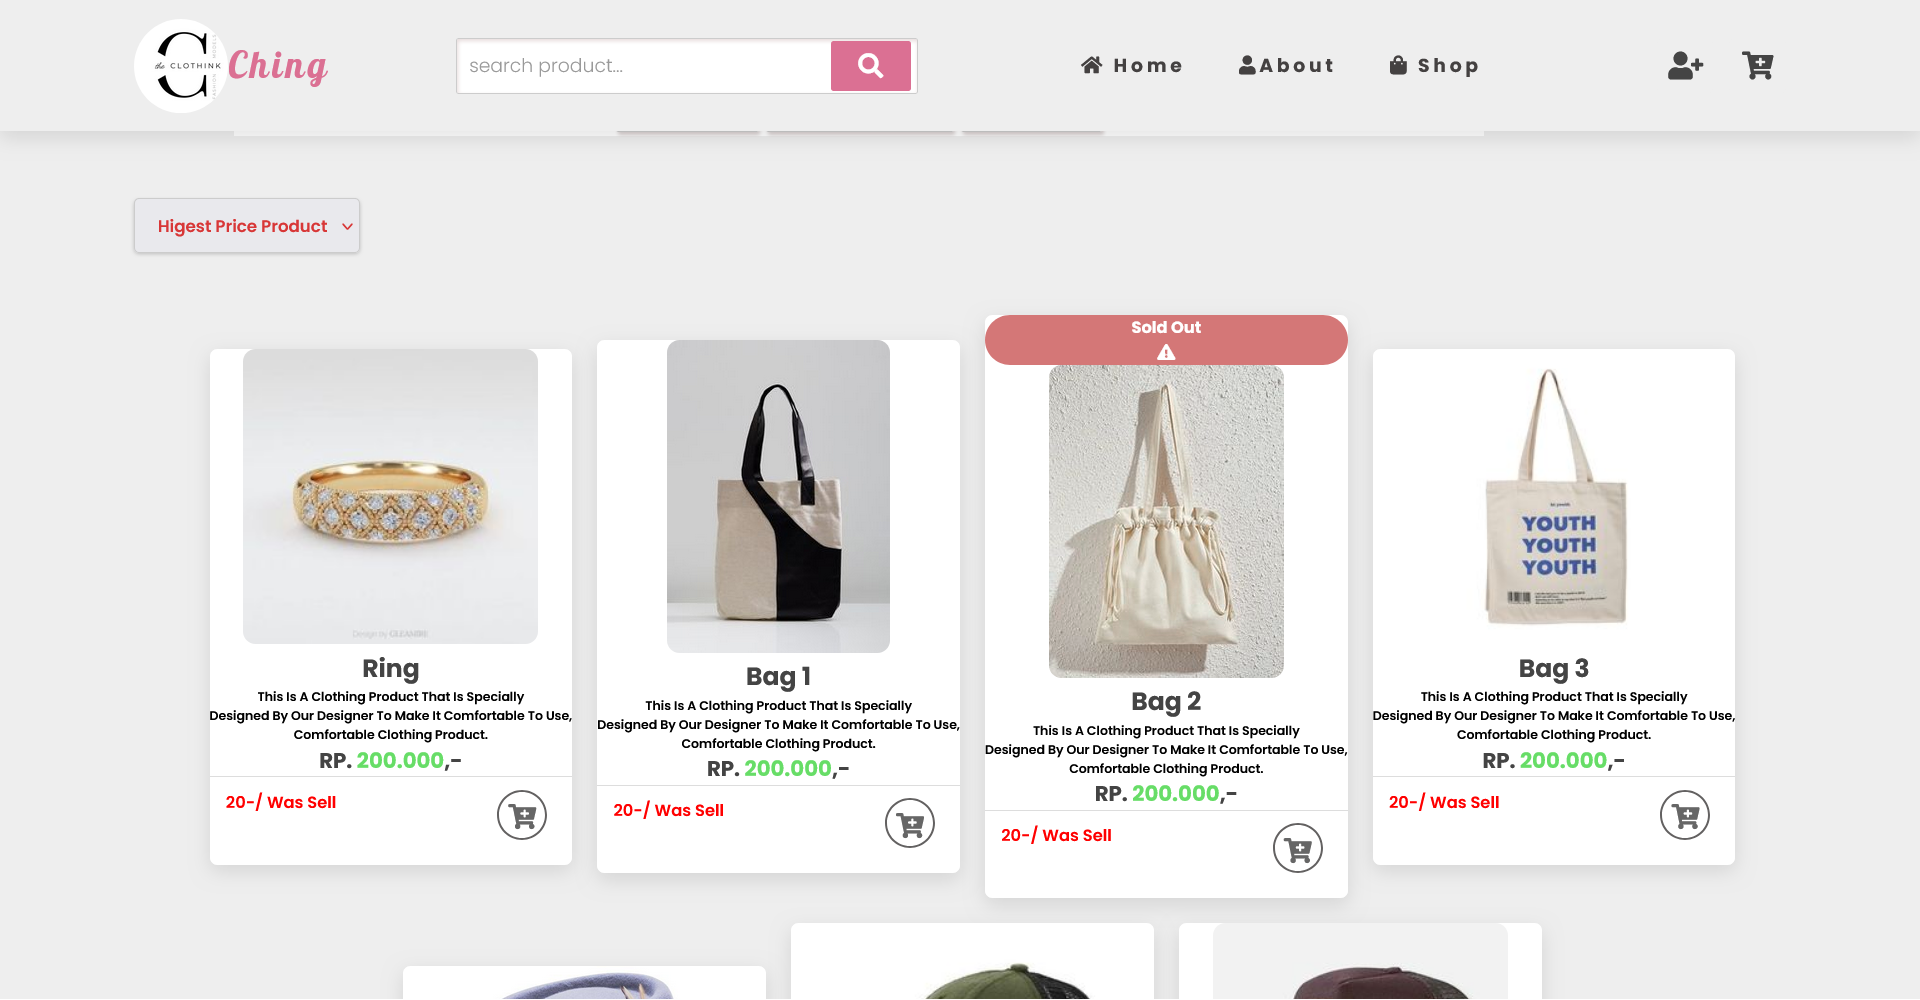 the CLOTHINK
FASHION MODELS
Ching
search product...
Home
About
Shop
Higest Price Product
Sold Out
YOUTH
YOUTH
YOUTH
Design by GLEAMIRE
Ring
This Is A Clothing Product That Is Specially
Designed By Our Designer To Make It Comfortable To Use,
Comfortable Clothing Product.
RP. 200.000,-
20-/ Was Sell
Bag 1
This Is A Clothing Product That Is Specially
Designed By Our Designer To Make It Comfortable To Use,
Comfortable Clothing Product.
RP. 200.000,-
20-/ Was Sell
Bag 2
This Is A Clothing Product That Is Specially
Designed By Our Designer To Make It Comfortable To Use,
Comfortable Clothing Product.
RP. 200.000,-
20-/ Was Sell
Bag 3
This Is A Clothing Product That Is Specially
Designed By Our Designer To Make It Comfortable To Use,
Comfortable Clothing Product.
RP. 200.000,-
20-/ Was Sell